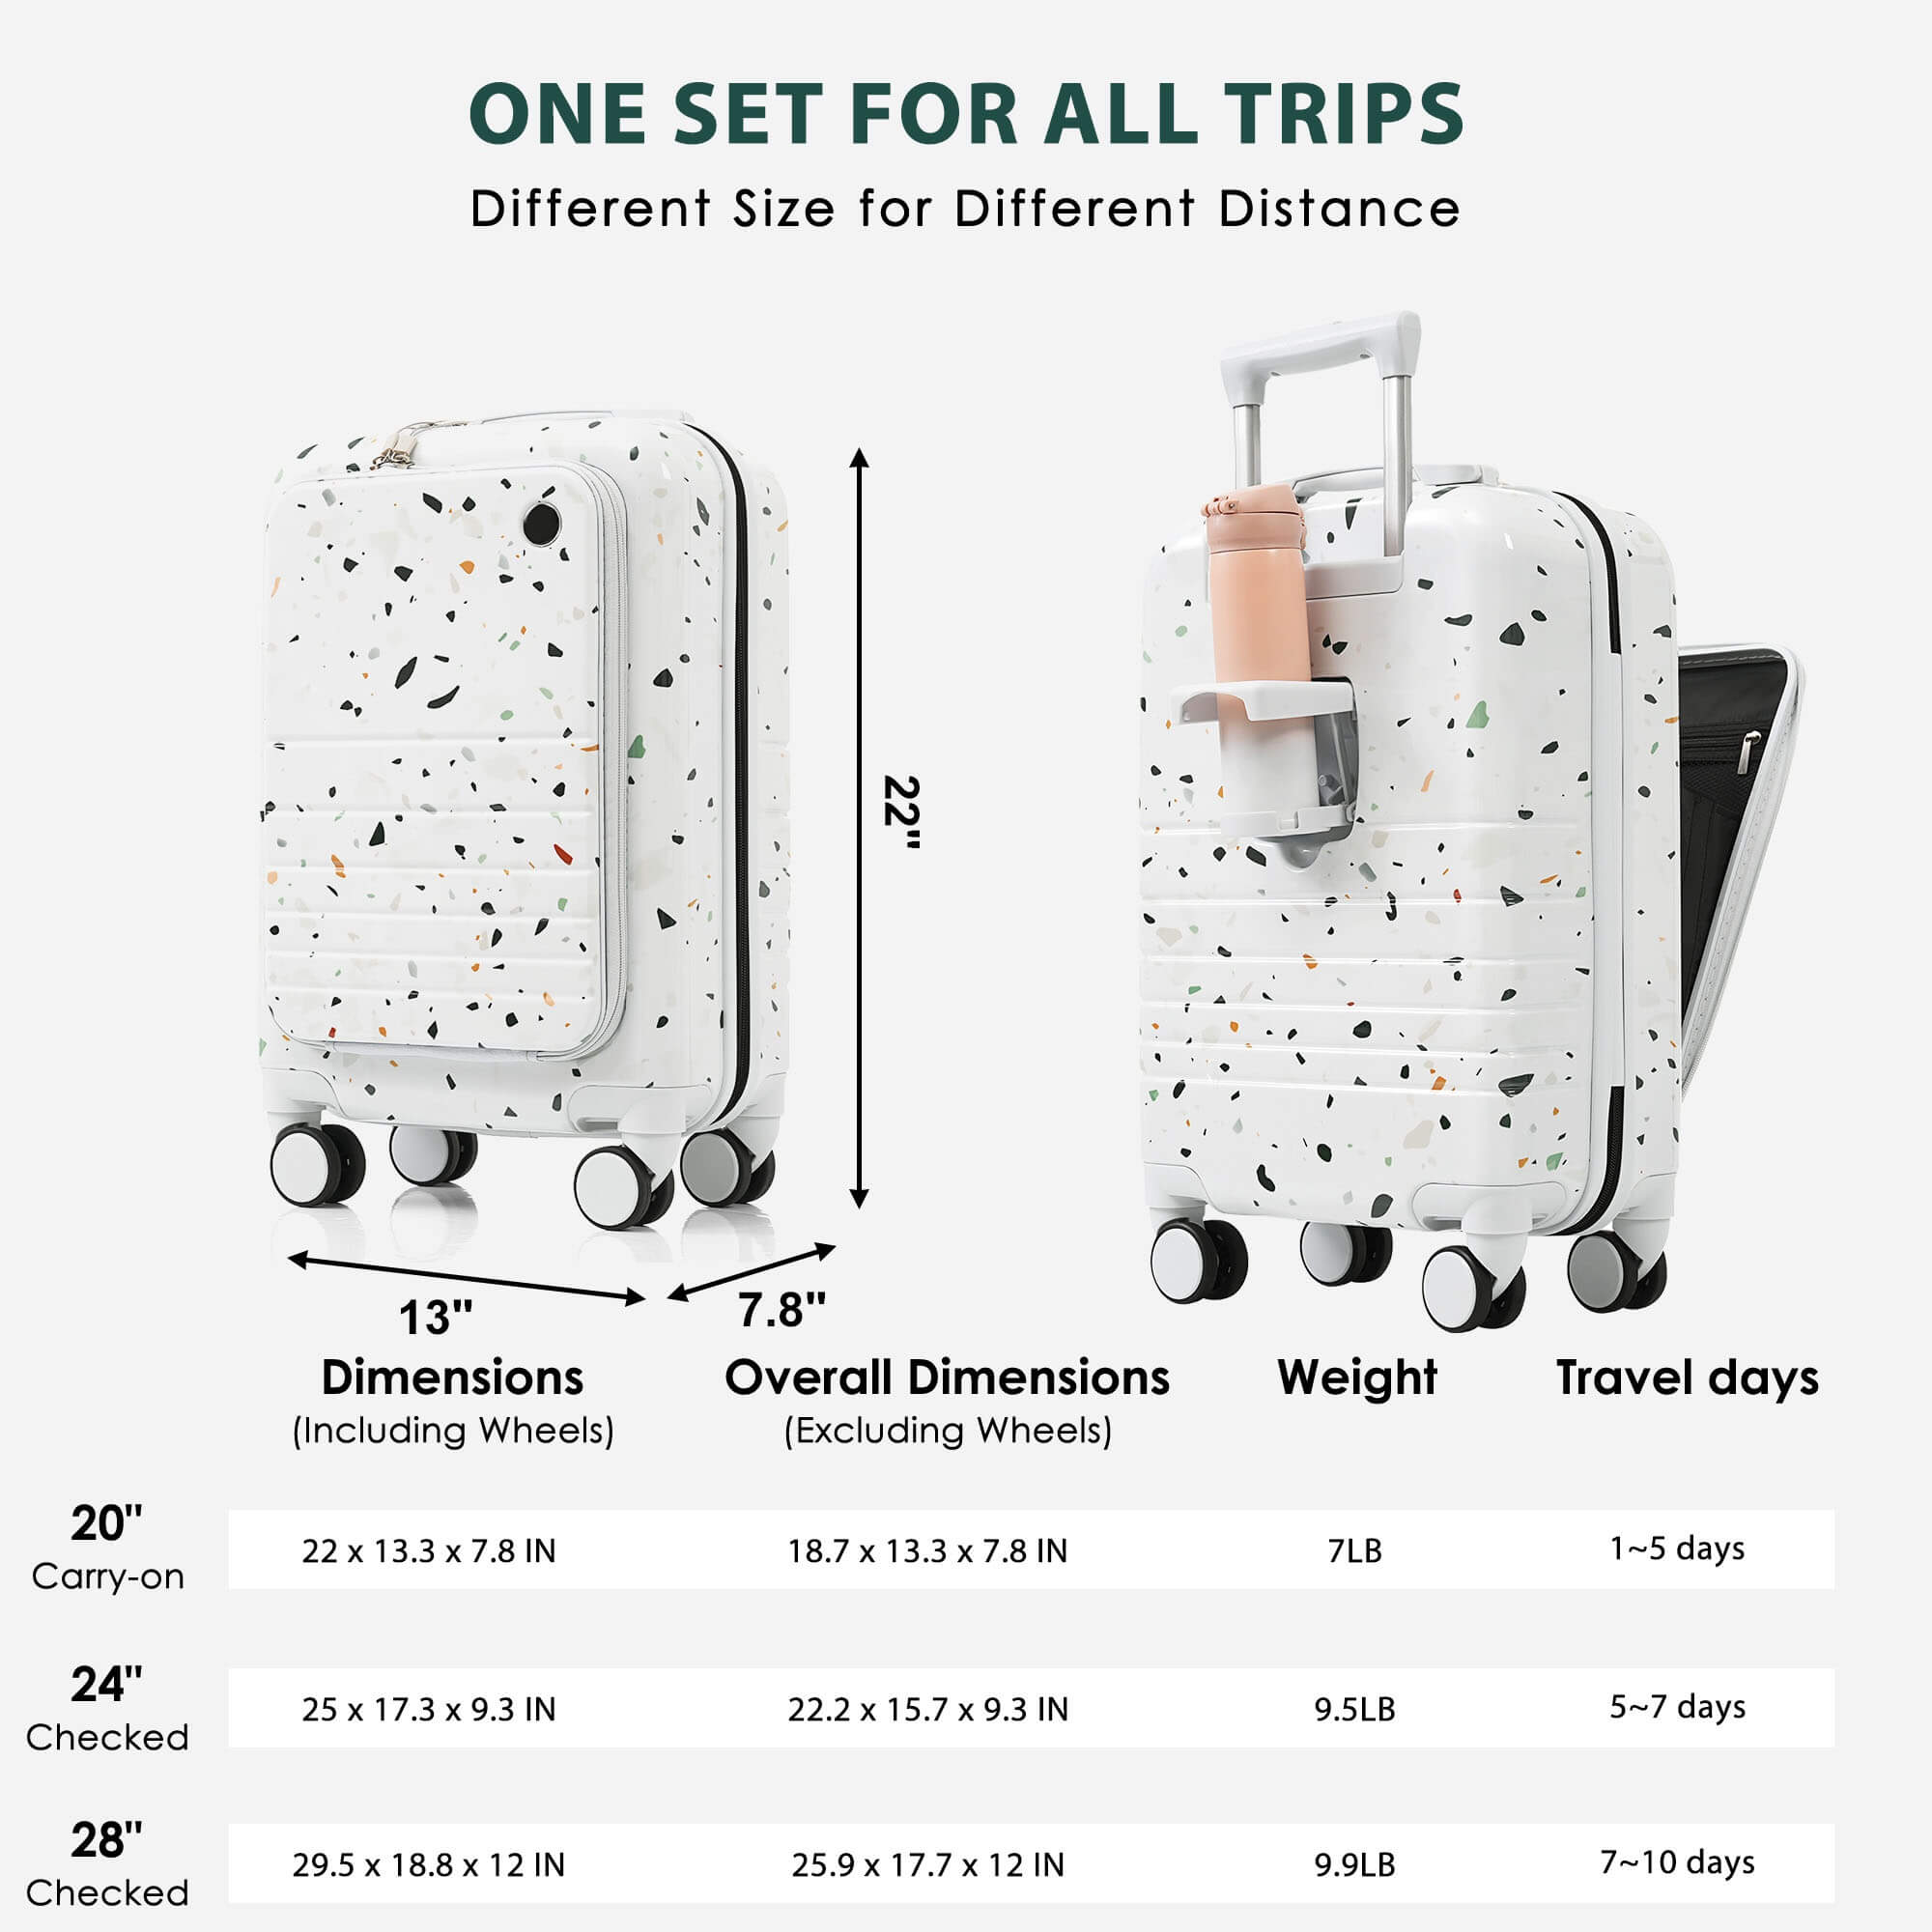 ONE SET FOR ALL TRIPS
Different Size for Different Distance
22"
13"
7.8"
Dimensions
(Including Wheels)
Overall Dimensions
(Excluding Wheels)
Weight
Travel days
20"
Carry-on
22 x 13.3 x 7.8 IN
18.7 x 13.3 x 7.8 IN
7LB
1~5 days
24"
Checked
25 x 17.3 x 9.3 IN
22.2 x 15.7 x 9.3 IN
9.5LB
5~7 days
28"
Checked
29.5 x 18.8 x 12 IN
25.9 x 17.7 x 12 IN
9.9LB
7~10 days